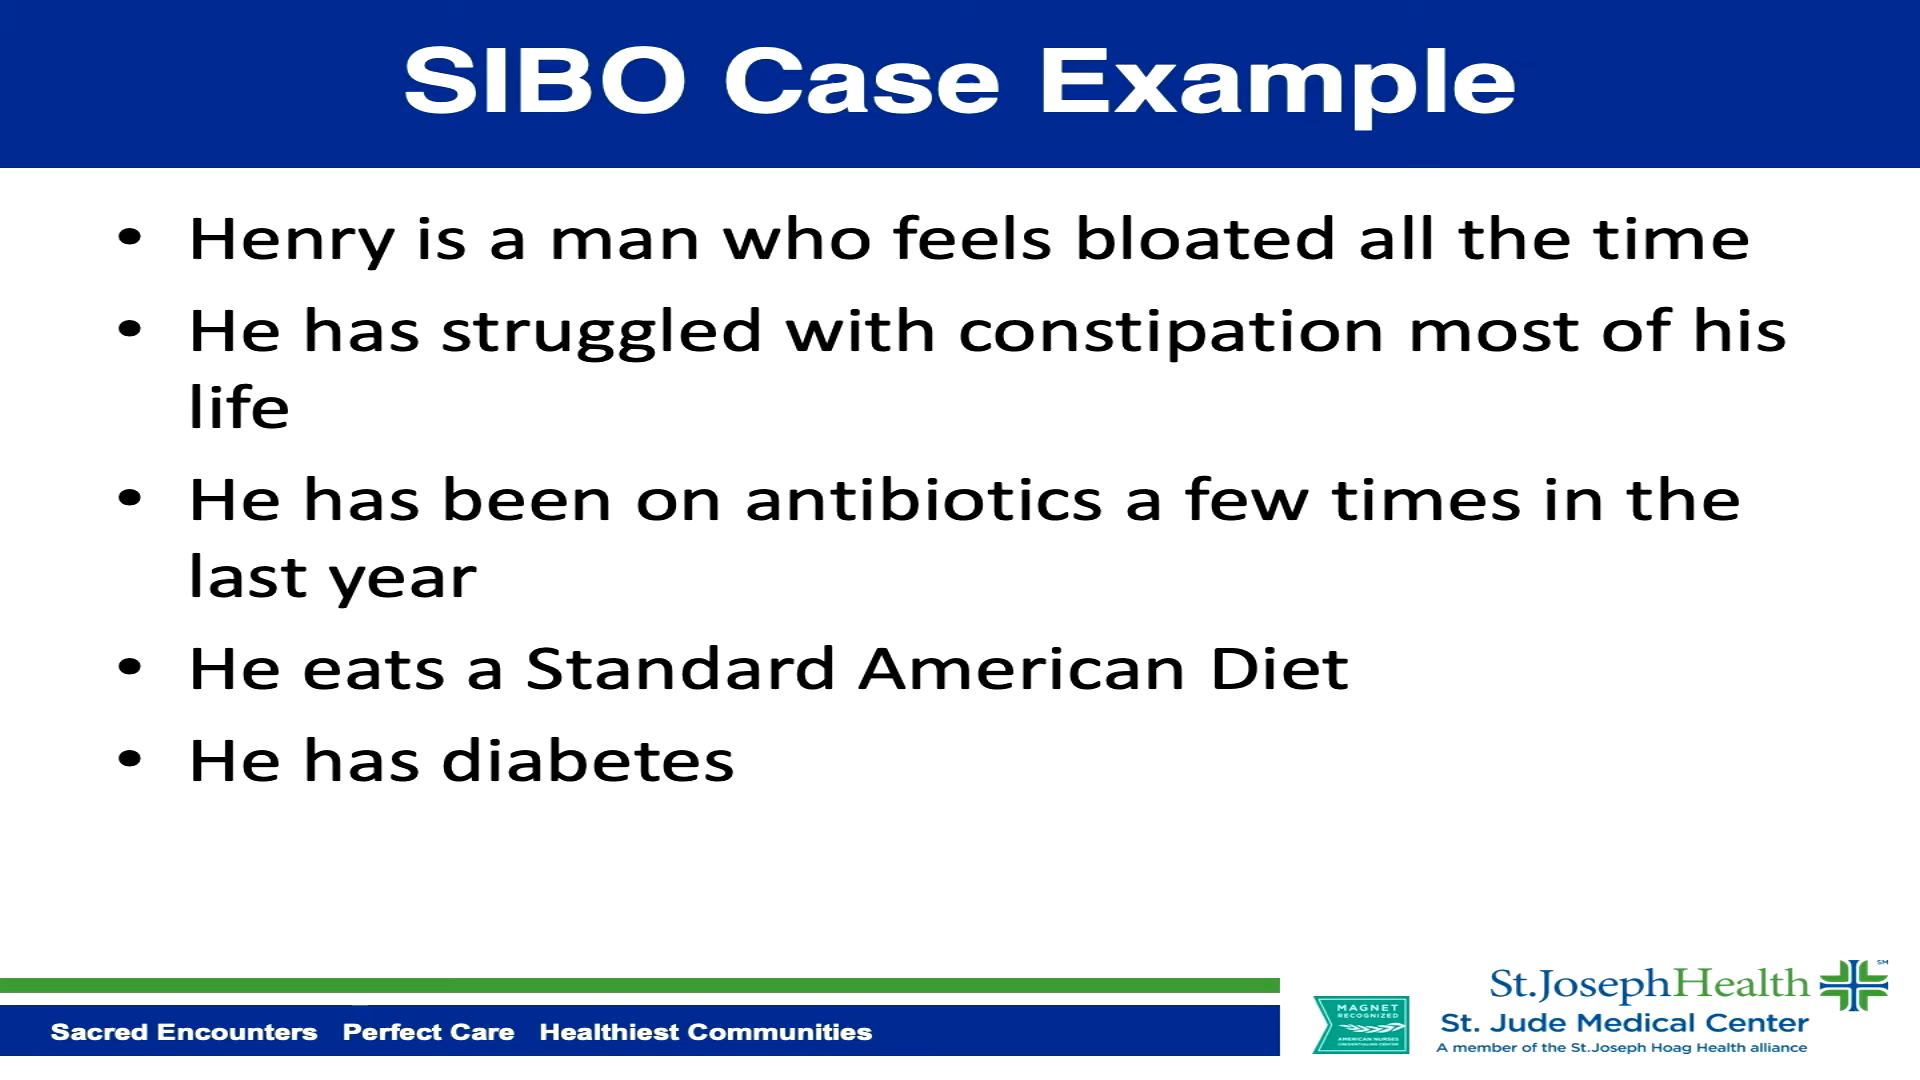 SIBO Case Example
• Henry is a man who feels bloated all the time
• He has struggled with constipation most of his
life
• He has been on antibiotics a few times in the
last year
• He eats a Standard American Diet
• He has diabetes
Sacred Encounters Perfect Care Healthiest Communities
MAGNET
RECOGNIZED
AMERICAN NURSES
CREDENTIALING CENTER
St.JosephHealth SM
St. Jude Medical Center
A member of the St.Joseph Hoag Health alliance